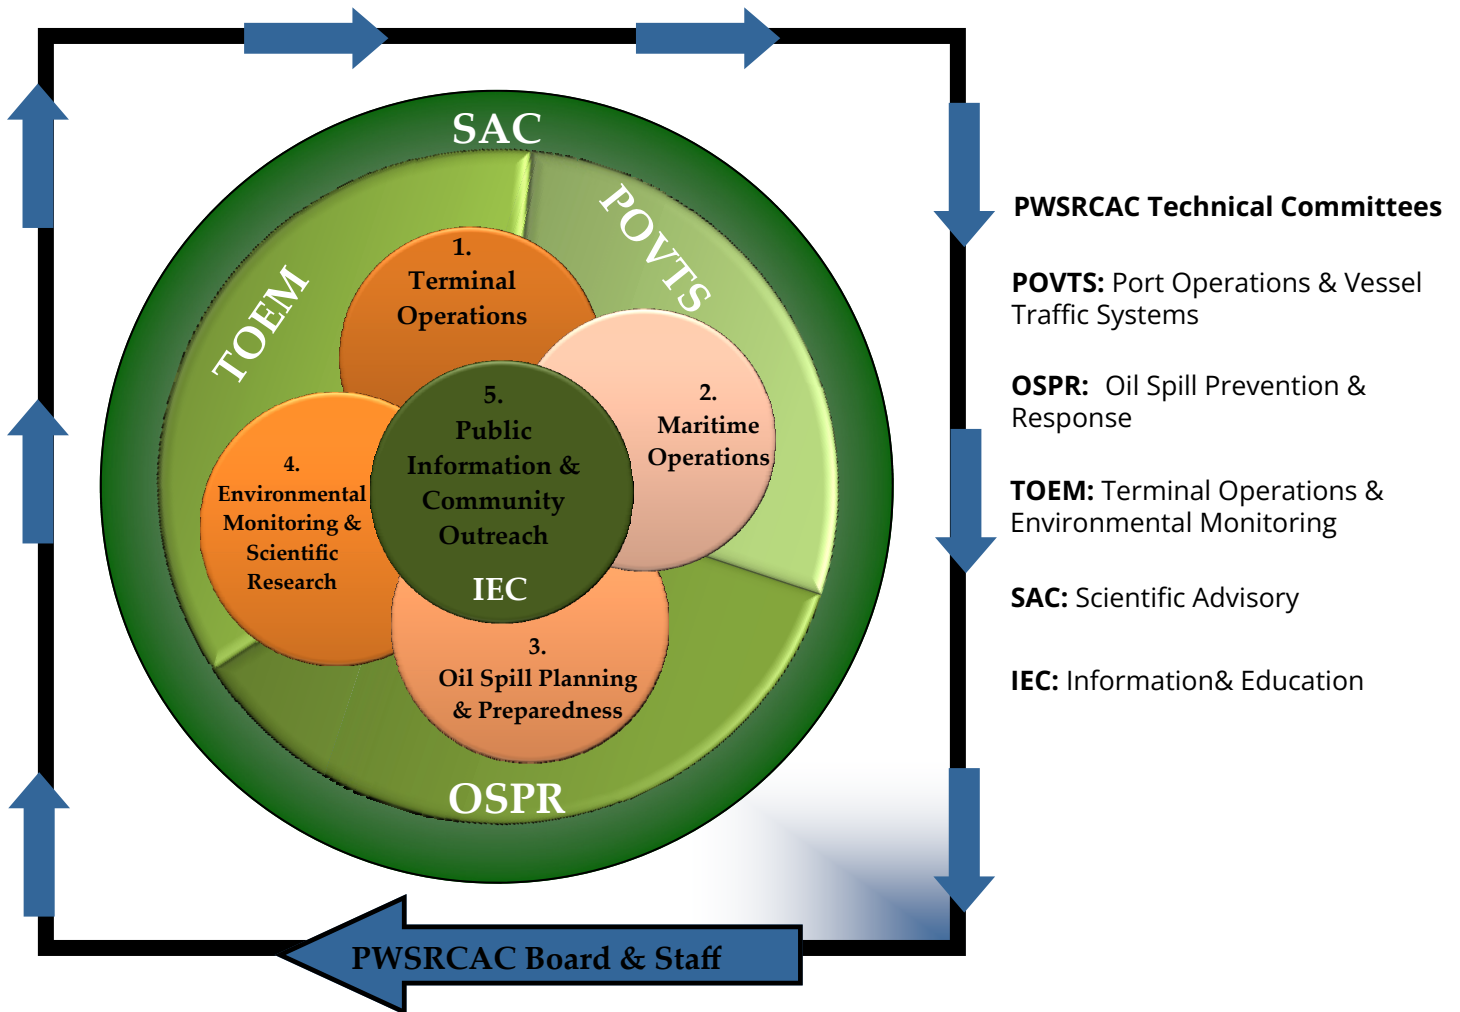 SAC
POVTS
TOEM
1.
Terminal
Operations
2.
Maritime
Operations
5.
Public
Information &
Community
Outreach
IEC
4.
Environmental
Monitoring &
Scientific
Research
3.
Oil Spill Planning
& Preparedness
OSPR
PWSRCAC Board & Staff
PWSRCAC Technical Committees
POVTS: Port Operations & Vessel
Traffic Systems
OSPR: Oil Spill Prevention &
Response
TOEM: Terminal Operations &
Environmental Monitoring
SAC: Scientific Advisory
IEC: Information& Education